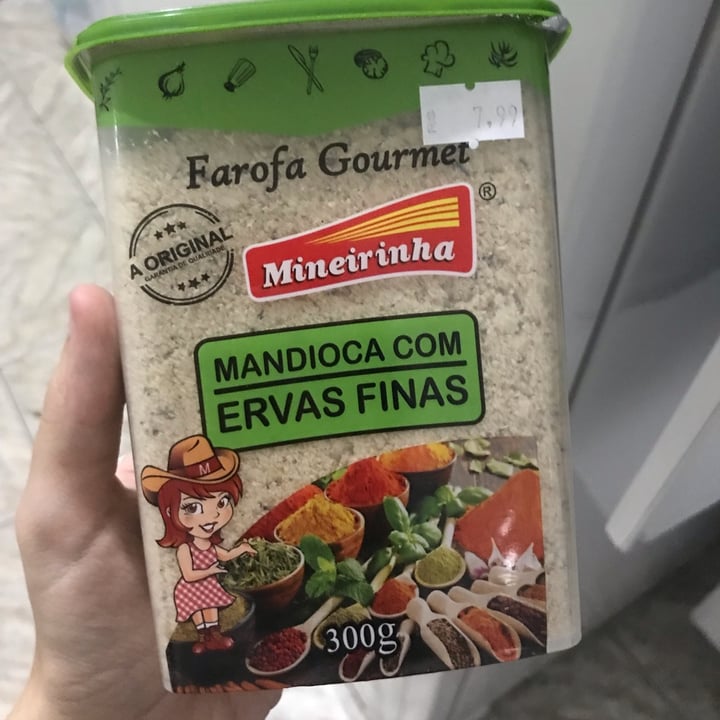 7,99
Farofa Gourmet
®
A ORIGINAL
GARANTIA DE QUALIDADE
Mineirinha
MANDIOCA COM
ERVAS FINAS
M
300g